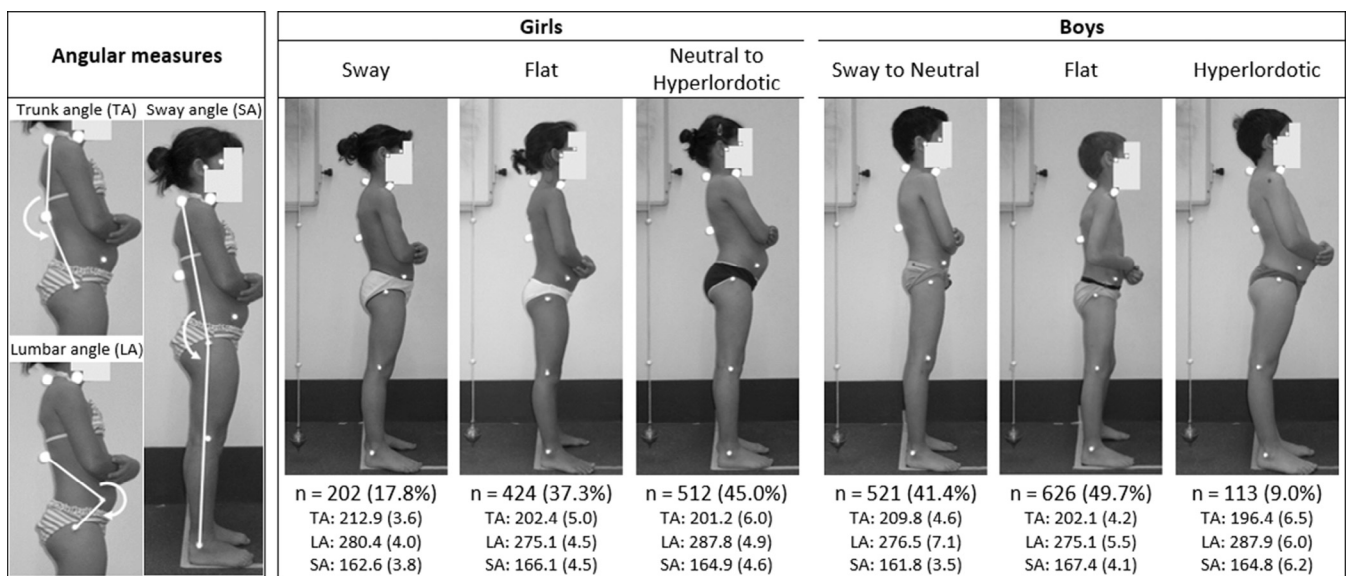 Angular measures
Trunk angle (TA)
Sway angle (SA)
Lumbar angle (LA)
Girls
Boys
Sway
Flat
Neutral to
Hyperlordotic
Sway to Neutral
Flat
Hyperlordotic
n = 202 (17.8%)
TA: 212.9 (3.6)
LA: 280.4 (4.0)
SA: 162.6 (3.8)
n = 424 (37.3%)
TA: 202.4 (5.0)
LA: 275.1 (4.5)
SA: 166.1 (4.5)
n = 512 (45.0%)
TA: 201.2 (6.0)
LA: 287.8 (4.9)
SA: 164.9 (4.6)
n = 521 (41.4%)
TA: 209.8 (4.6)
LA: 276.5 (7.1)
SA: 161.8 (3.5)
n = 626 (49.7%)
TA: 202.1 (4.2)
LA: 275.1 (5.5)
SA: 167.4 (4.1)
n = 113 (9.0%)
TA: 196.4 (6.5)
LA: 287.9 (6.0)
SA: 164.8 (6.2)